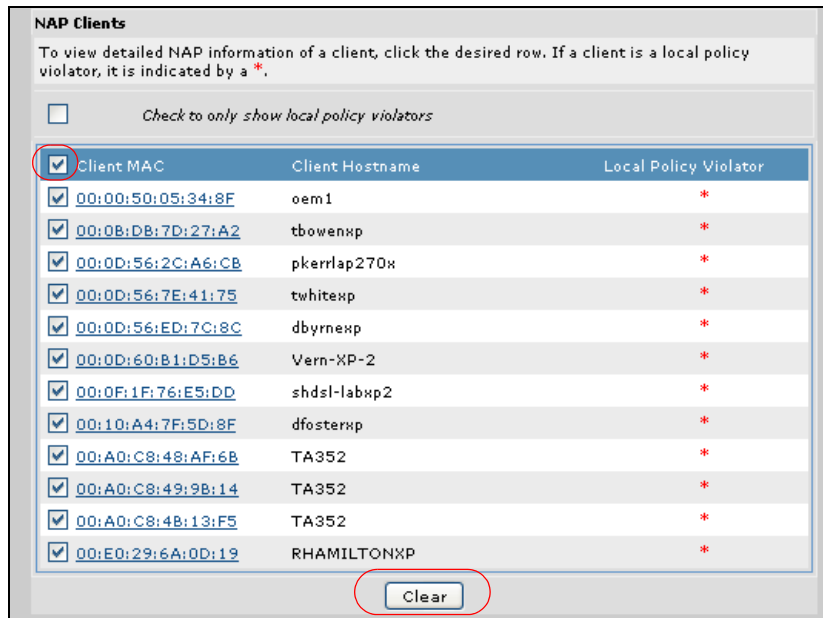 NAP Clients
To view detailed NAP information of a client, click the desired row. If a client is a local policy
violator, it is indicated by a *.
Check to only show local policy violators
Client MAC Client Hostname Local Policy Violator
00:00:50:05:34:8F oem1 *
00:0B:DB:7D:27:A2 tbowenxp *
00:0D:56:2C:A6:CB pkerrlap270x *
00:0D:56:7E:41:75 twhitexp *
00:0D:56:ED:7C:8C dbyrnexp *
00:0D:60:B1:D5:B6 Vern-XP-2 *
00:0F:1F:76:E5:DD shdsl-labxp2 *
00:10:A4:7F:5D:8F dfosterxp *
00:A0:C8:48:AF:6B TA352 *
00:A0:C8:49:9B:14 TA352 *
00:A0:C8:4B:13:F5 TA352 *
00:E0:29:6A:0D:19 RHAMILTONXP *
Clear